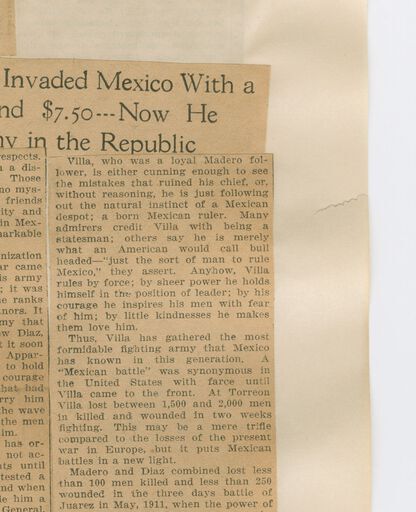 Invaded Mexico With a
nd $7.50---Now He
in the Republic
espects.
a dis-
Those
no mys-
friends
ity and
in Mex-
arkable
nization
ar came
is army
; it was
e ranks
nors. It
my that
w Diaz,
t it soon
Appar-
to hold
courage
hat had
rry him
the wave
the men
im.
has or-
not ac-
ts until
tested a
nd when
le him a
General,
Villa, who was a loyal Madero fol-
lower, is either cunning enough to see
the mistakes that ruined his chief, or,
without reasoning, he is just following
out the natural instinct of a Mexican
despot; a born Mexican ruler. Many
admirers credit Villa with being a
statesman; others say he is merely
what an American would call bull
headed—"just the sort of man to rule
Mexico," they assert. Anyhow, Villa
rules by force; by sheer power he holds
himself in the position of leader; by his
courage he inspires his men with fear
of him; by little kindnesses he makes
them love him.
Thus, Villa has gathered the most
formidable fighting army that Mexico
has known in this generation. A
"Mexican battle" was synonymous in
the United States with farce until
Villa came to the front. At Torreon
Villa lost between 1,500 and 2,000 men
in killed and wounded in two weeks
fighting. This may be a mere trifle
compared to the losses of the present
war in Europe, but it puts Mexican
battles in a new light.
Madero and Diaz combined lost less
than 100 men killed and less than 250
wounded in the three days battle of
Juarez in May, 1911, when the power of